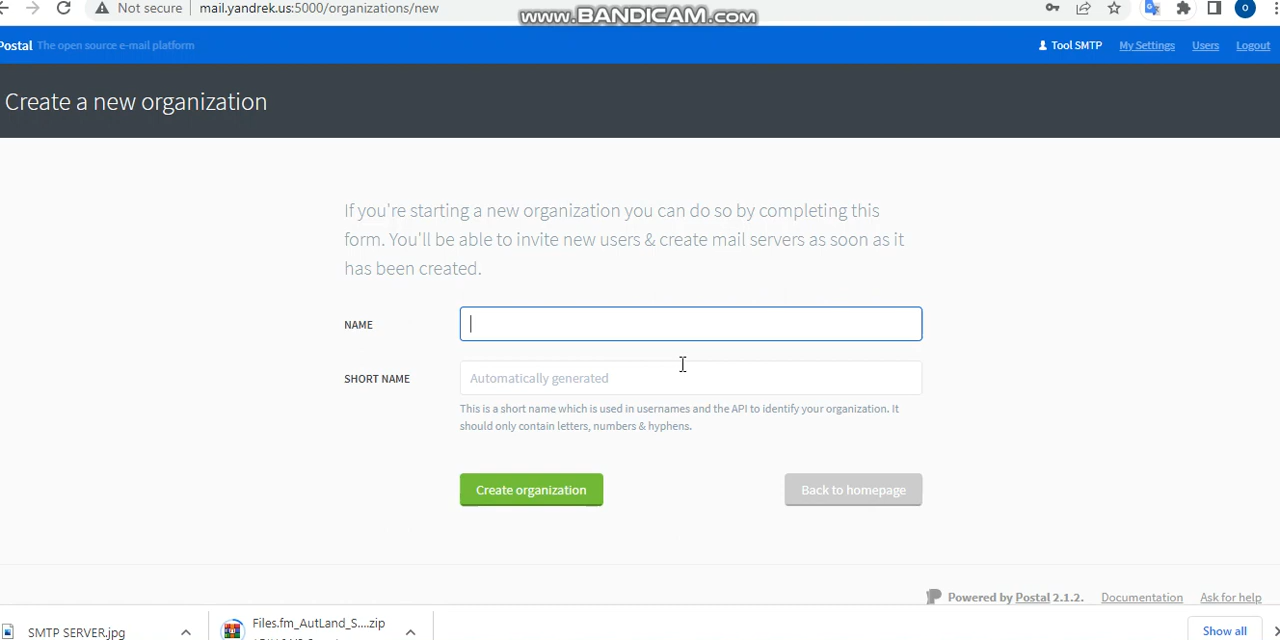 Not secure mail.yandrek.us:5000/organizations/new
www.BANDICAM.com
Postal The open source e-mail platform Tool SMTP My Settings Users Logout
Create a new organization
If you're starting a new organization you can do so by completing this
form. You'll be able to invite new users & create mail servers as soon as it
has been created.
NAME
SHORT NAME Automatically generated
This is a short name which is used in usernames and the API to identify your organization. It
should only contain letters, numbers & hyphens.
Create organization Back to homepage
Powered by Postal 2.1.2. Documentation Ask for help
SMTP SERVER.jpg Files.fm_AutLand_S....zip Show all